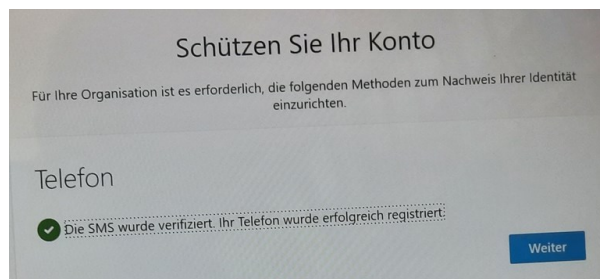 Schützen Sie Ihr Konto
Für Ihre Organisation ist es erforderlich, die folgenden Methoden zum Nachweis Ihrer Identität
einzurichten.
Telefon
Die SMS wurde verifiziert. Ihr Telefon wurde erfolgreich registriert.
Weiter